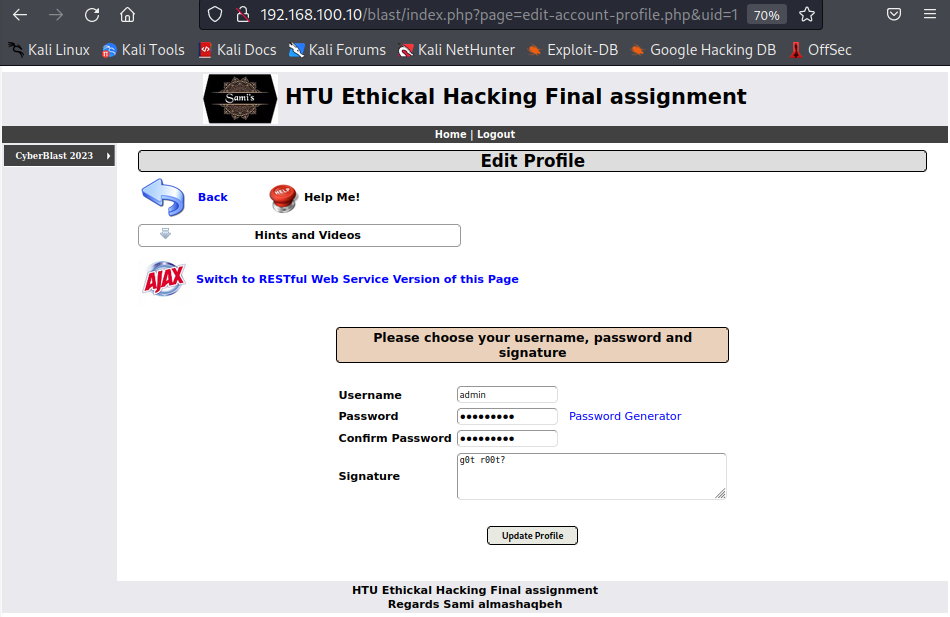 192.168.100.10/blast/index.php?page=edit-account-profile.php&uid=1 70%
Kali Linux Kali Tools Kali Docs Kali Forums Kali NetHunter Exploit-DB Google Hacking DB OffSec
Sami's HTU Ethickal Hacking Final assignment
Home | Logout
CyberBlast 2023
Edit Profile
Back HELP Help Me!
Hints and Videos
AJAX Switch to RESTful Web Service Version of this Page
Please choose your username, password and
signature
Username admin
Password ●●●●●●●●● Password Generator
Confirm Password ●●●●●●●●●
Signature g0t r00t?
Update Profile
HTU Ethickal Hacking Final assignment
Regards Sami almashaqbeh